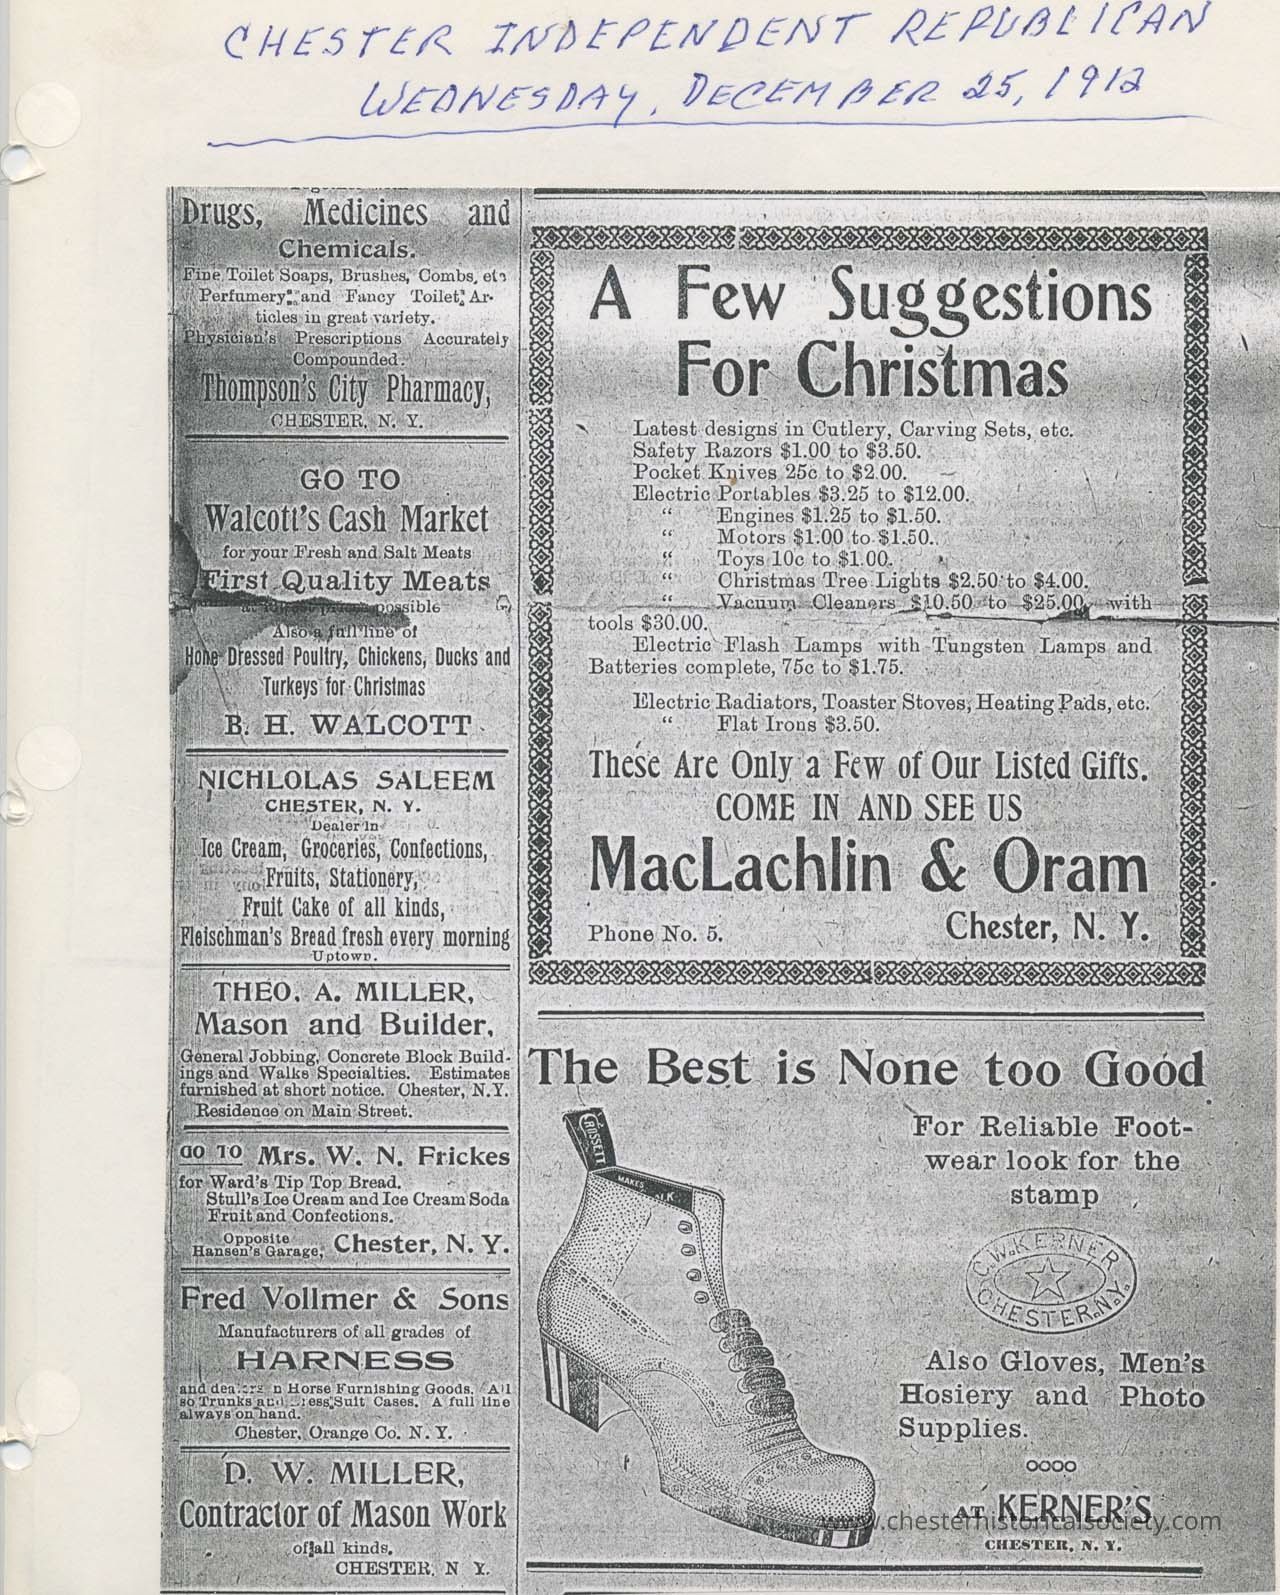 CHESTER INDEPENDENT REPUBLICAN
WEDNESDAY, DECEMBER 25, 1912
Drugs, Medicines and
Chemicals.
Fine Toilet Soaps, Brushes, Combs, etc
Perfumery and Fancy Toilet Ar-
ticles in great variety.
Physician's Prescriptions Accurately
Compounded.
Thompson's City Pharmacy,
CHESTER, N. Y.
GO TO
Walcott's Cash Market
for your Fresh and Salt Meats
First Quality Meats
at lowest prices possible
Also a full line of
Home Dressed Poultry, Chickens, Ducks and
Turkeys for Christmas
B. H. WALCOTT
NICHLOLAS SALEEM
CHESTER, N. Y.
Dealer in
Ice Cream, Groceries, Confections,
Fruits, Stationery,
Fruit Cake of all kinds,
Fleischman's Bread fresh every morning
Uptown.
THEO. A. MILLER,
Mason and Builder,
General Jobbing, Concrete Block Build-
ings and Walks Specialties. Estimates
furnished at short notice. Chester, N.Y.
Residence on Main Street.
GO TO Mrs. W. N. Frickes
for Ward's Tip Top Bread.
Stull's Ice Cream and Ice Cream Soda
Fruit and Confections.
Opposite
Hansen's Garage, Chester, N. Y.
Fred Vollmer & Sons
Manufacturers of all grades of
HARNESS
and dealers n Horse Furnishing Goods. Al
so Trunks and Dress Suit Cases. A full line
always on hand.
Chester, Orange Co. N. Y.
D. W. MILLER,
Contractor of Mason Work
of all kinds.
CHESTER, N Y.
A Few Suggestions
For Christmas
Latest designs in Cutlery, Carving Sets, etc.
Safety Razors $1.00 to $3.50.
Pocket Knives 25c to $2.00.
Electric Portables $3.25 to $12.00.
" Engines $1.25 to $1.50.
" Motors $1.00 to $1.50.
" Toys 10c to $1.00.
" Christmas Tree Lights $2.50 to $4.00.
" Vacuum Cleaners $10.50 to $25.00, with
tools $30.00.
Electric Flash Lamps with Tungsten Lamps and
Batteries complete, 75c to $1.75.
Electric Radiators, Toaster Stoves, Heating Pads, etc.
" Flat Irons $3.50.
These Are Only a Few of Our Listed Gifts.
COME IN AND SEE US
MacLachlin & Oram
Phone No. 5. Chester, N. Y.
The Best is None too Good
CROSSETT
MAKES
For Reliable Foot-
wear look for the
stamp
C.W. KERNER
CHESTER. N.Y.
Also Gloves, Men's
Hosiery and Photo
Supplies.
oooo
AT KERNER'S
CHESTER, N. Y.
www.chesterhistoricalsociety.com